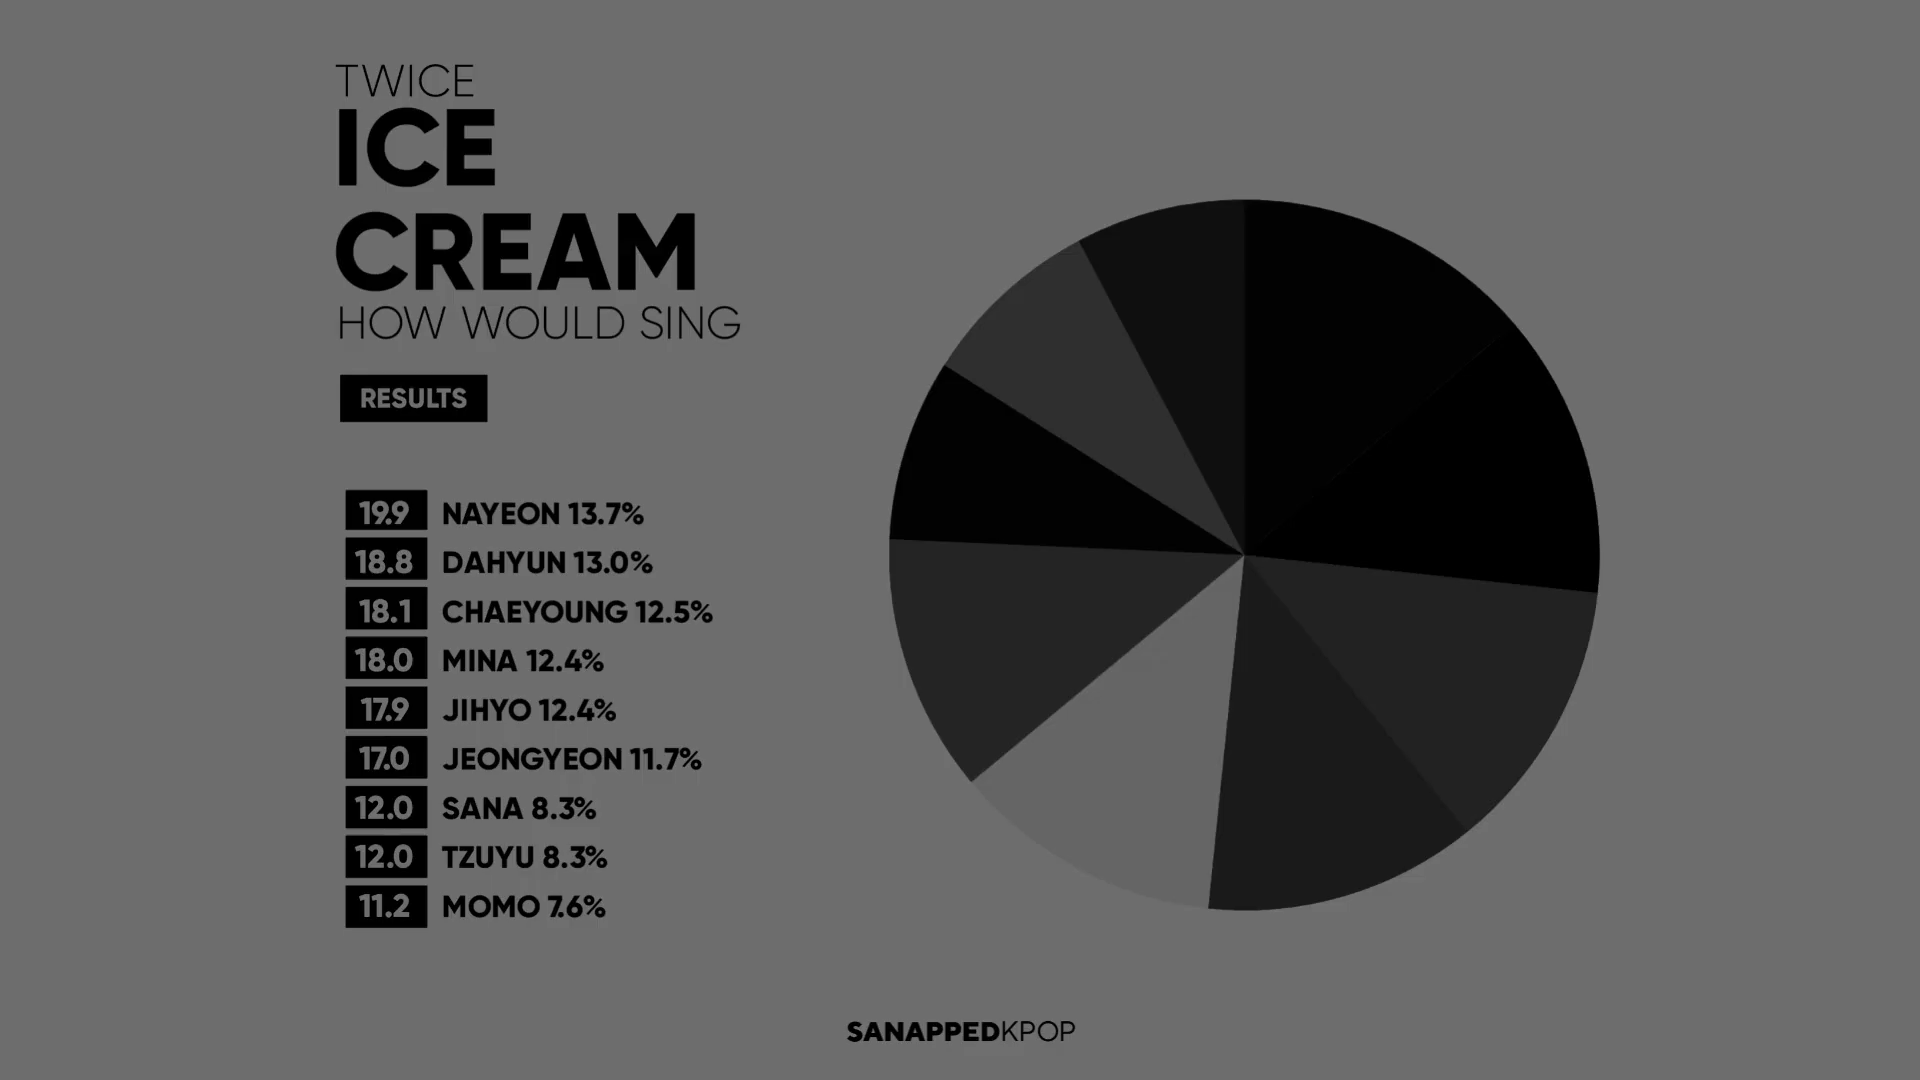 TWICE
ICE
CREAM
HOW WOULD SING
RESULTS
19.9 NAYEON 13.7%
18.8 DAHYUN 13.0%
18.1 CHAEYOUNG 12.5%
18.0 MINA 12.4%
17.9 JIHYO 12.4%
17.0 JEONGYEON 11.7%
12.0 SANA 8.3%
12.0 TZUYU 8.3%
11.2 MOMO 7.6%
SANAPPEDKPOP